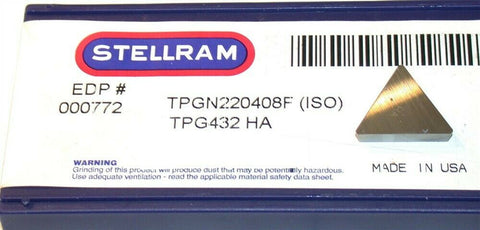 STELLRAM
EDP #
000772
TPGN220408F (ISO)
TPG432 HA
WARNING
Grinding of this product will produce dust that may be potentially hazardous.
Use adequate ventilation - read the applicable material safety data sheet.
MADE IN USA